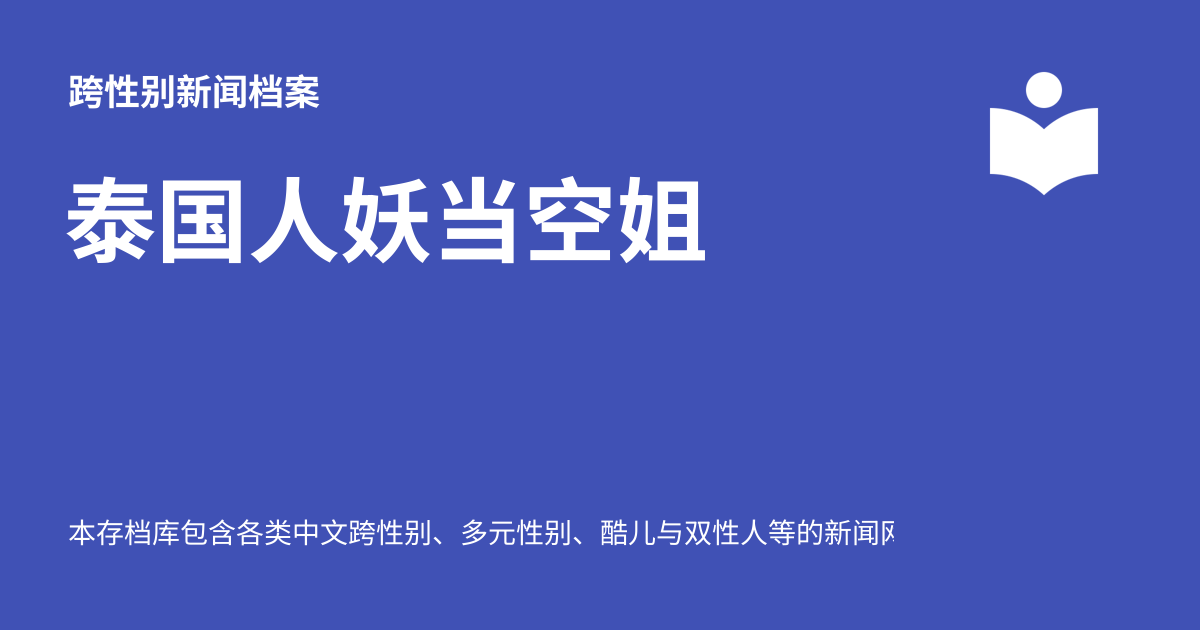 跨性别新闻档案
泰国人妖当空姐
本存档库包含各类中文跨性别、多元性别、酷儿与双性人等的新闻